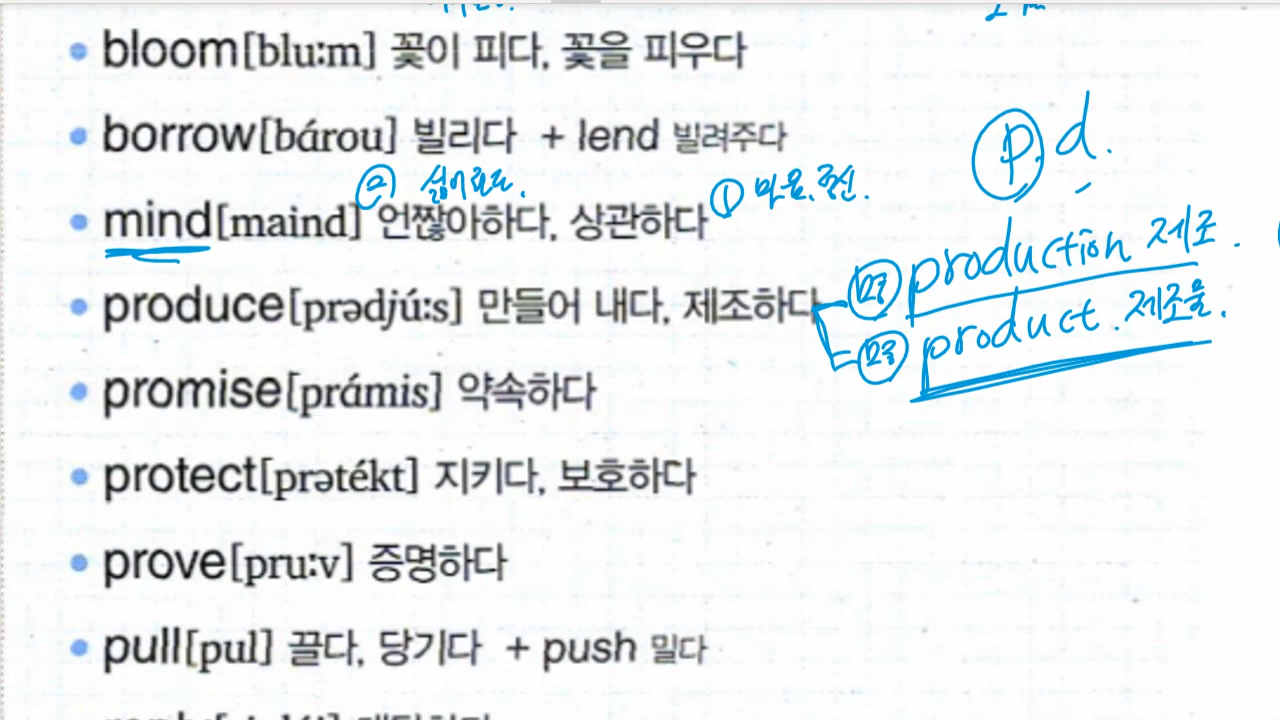 bloom[blu:m] 꽃이 피다, 꽃을 피우다
borrow[bárou] 빌리다 + lend 빌려주다
p.d.
② 싫어하다. ① 마음, 정신.
mind[maind] 언짢아하다, 상관하다
production 제조.
produce[prədjú:s] 만들어 내다, 제조하다
product. 제조물.
promise[prámis] 약속하다
protect[prətékt] 지키다, 보호하다
prove[pru:v] 증명하다
pull[pul] 끌다, 당기다 + push 밀다